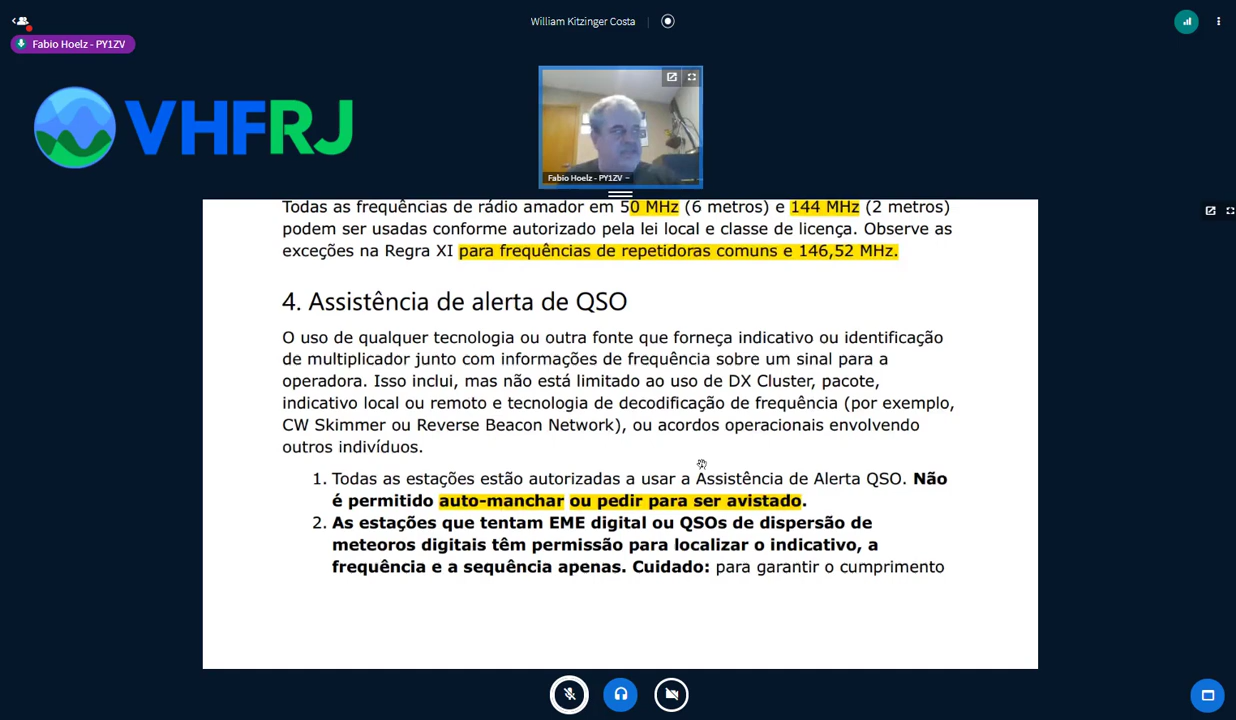 William Kitzinger Costa
Fabio Hoelz - PY1ZV
VHFRJ
Fabio Hoelz - PY1ZV
Todas as frequências de rádio amador em 50 MHz (6 metros) e 144 MHz (2 metros)
podem ser usadas conforme autorizado pela lei local e classe de licença. Observe as
exceções na Regra XI para frequências de repetidoras comuns e 146,52 MHz.
4. Assistência de alerta de QSO
O uso de qualquer tecnologia ou outra fonte que forneça indicativo ou identificação
de multiplicador junto com informações de frequência sobre um sinal para a
operadora. Isso inclui, mas não está limitado ao uso de DX Cluster, pacote,
indicativo local ou remoto e tecnologia de decodificação de frequência (por exemplo,
CW Skimmer ou Reverse Beacon Network), ou acordos operacionais envolvendo
outros indivíduos.
1. Todas as estações estão autorizadas a usar a Assistência de Alerta QSO. Não
é permitido auto-manchar ou pedir para ser avistado.
2. As estações que tentam EME digital ou QSOs de dispersão de
meteoros digitais têm permissão para localizar o indicativo, a
frequência e a sequência apenas. Cuidado: para garantir o cumprimento